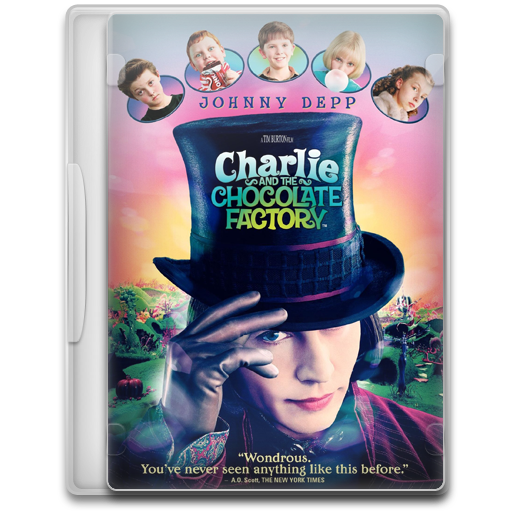 JOHNNY DEPP
A TIM BURTON FILM
Charlie
AND THE
CHOCOLATE
FACTORY™
"Wondrous.
You've never seen anything like this before."
— A.O. Scott, THE NEW YORK TIMES